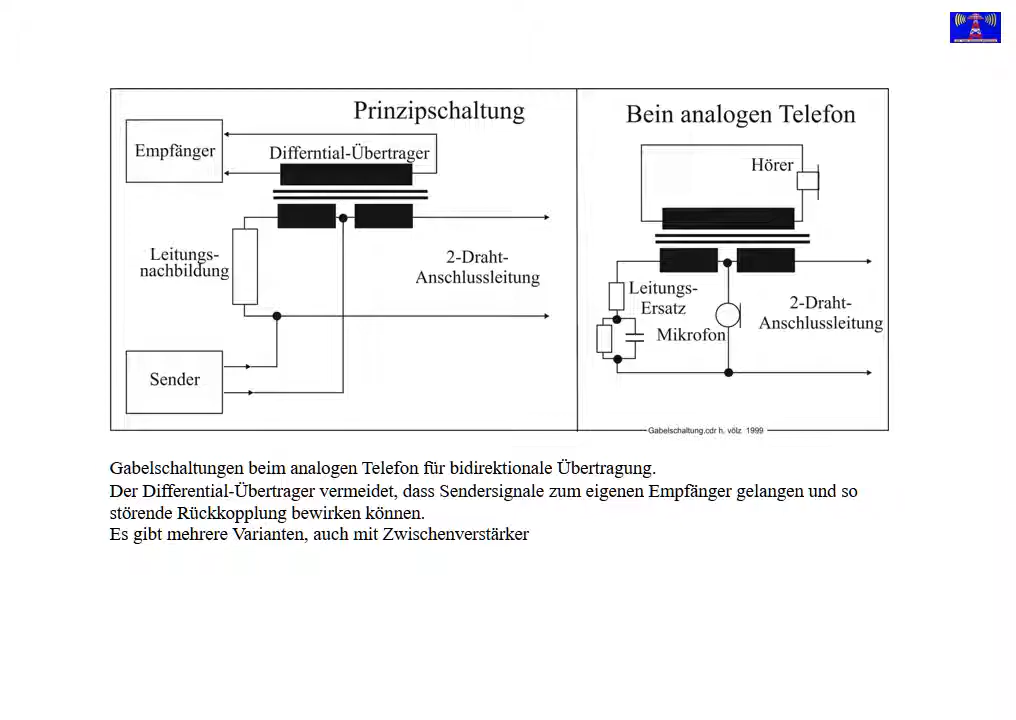 Prinzipschaltung
Empfänger
Differntial-Übertrager
Leitungs-
nachbildung
2-Draht-
Anschlussleitung
Sender
Bein analogen Telefon
Hörer
Leitungs-
Ersatz
Mikrofon
2-Draht-
Anschlussleitung
Gabelschaltung.cdr h. völz 1999
Gabelschaltungen beim analogen Telefon für bidirektionale Übertragung.
Der Differential-Übertrager vermeidet, dass Sendersignale zum eigenen Empfänger gelangen und so
störende Rückkopplung bewirken können.
Es gibt mehrere Varianten, auch mit Zwischenverstärker